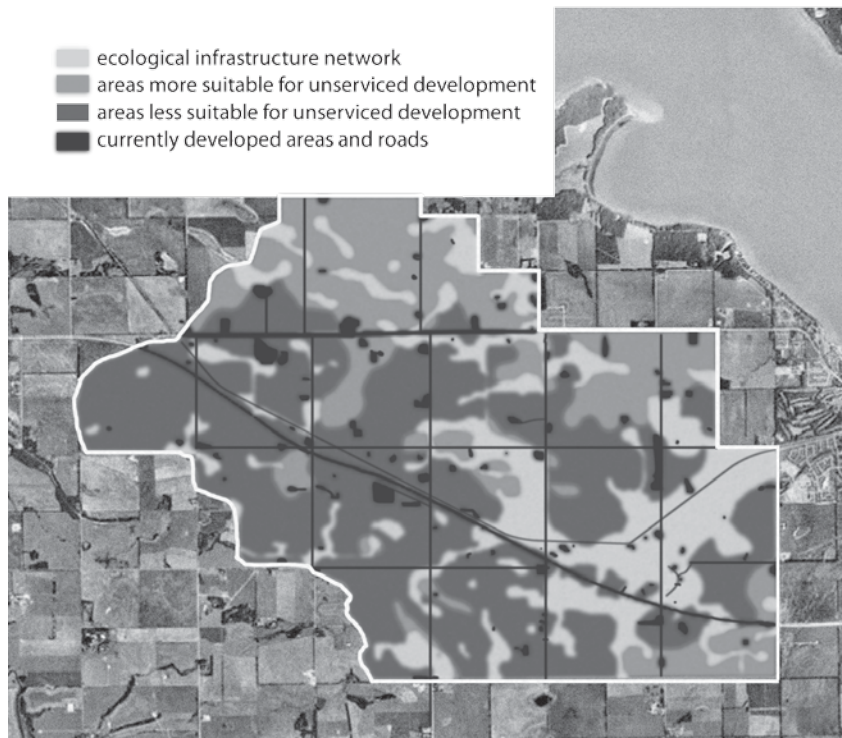 ecological infrastructure network
areas more suitable for unserviced development
areas less suitable for unserviced development
currently developed areas and roads